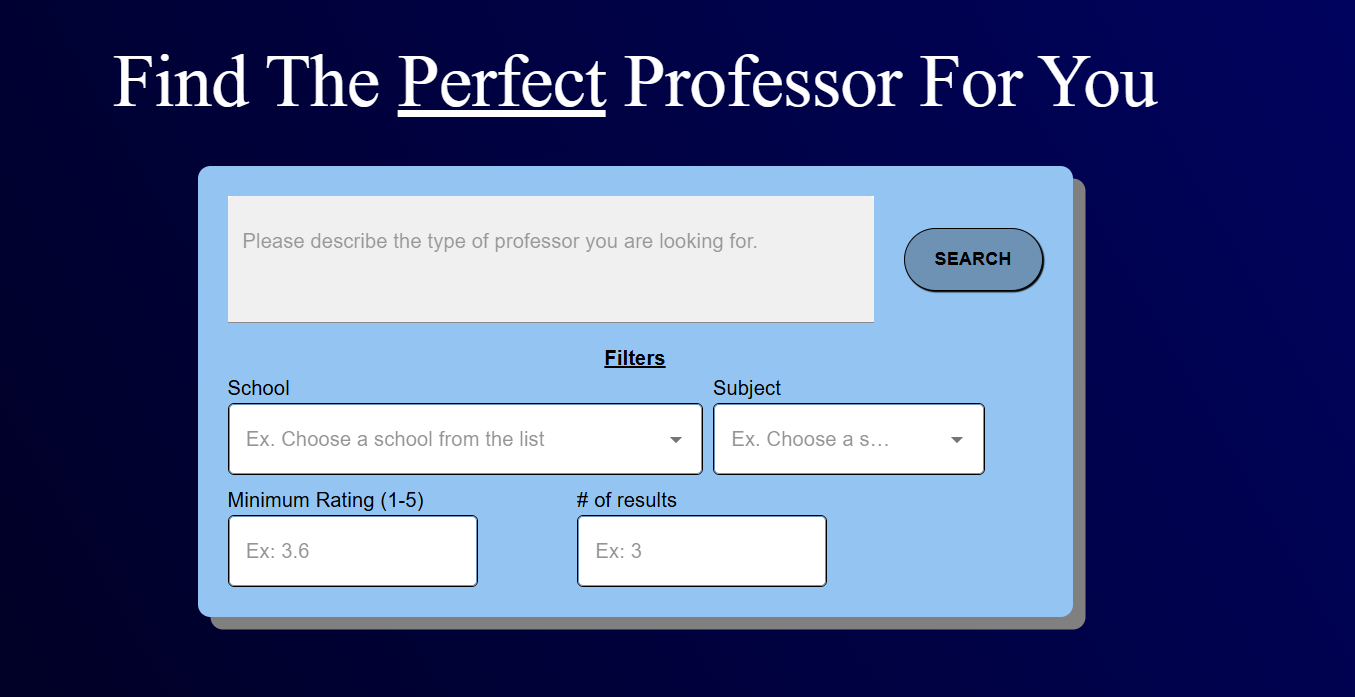 Find The Perfect Professor For You
Please describe the type of professor you are looking for.
SEARCH
Filters
School
Subject
Ex. Choose a school from the list
Ex. Choose a s...
Minimum Rating (1-5)
# of results
Ex: 3.6
Ex: 3